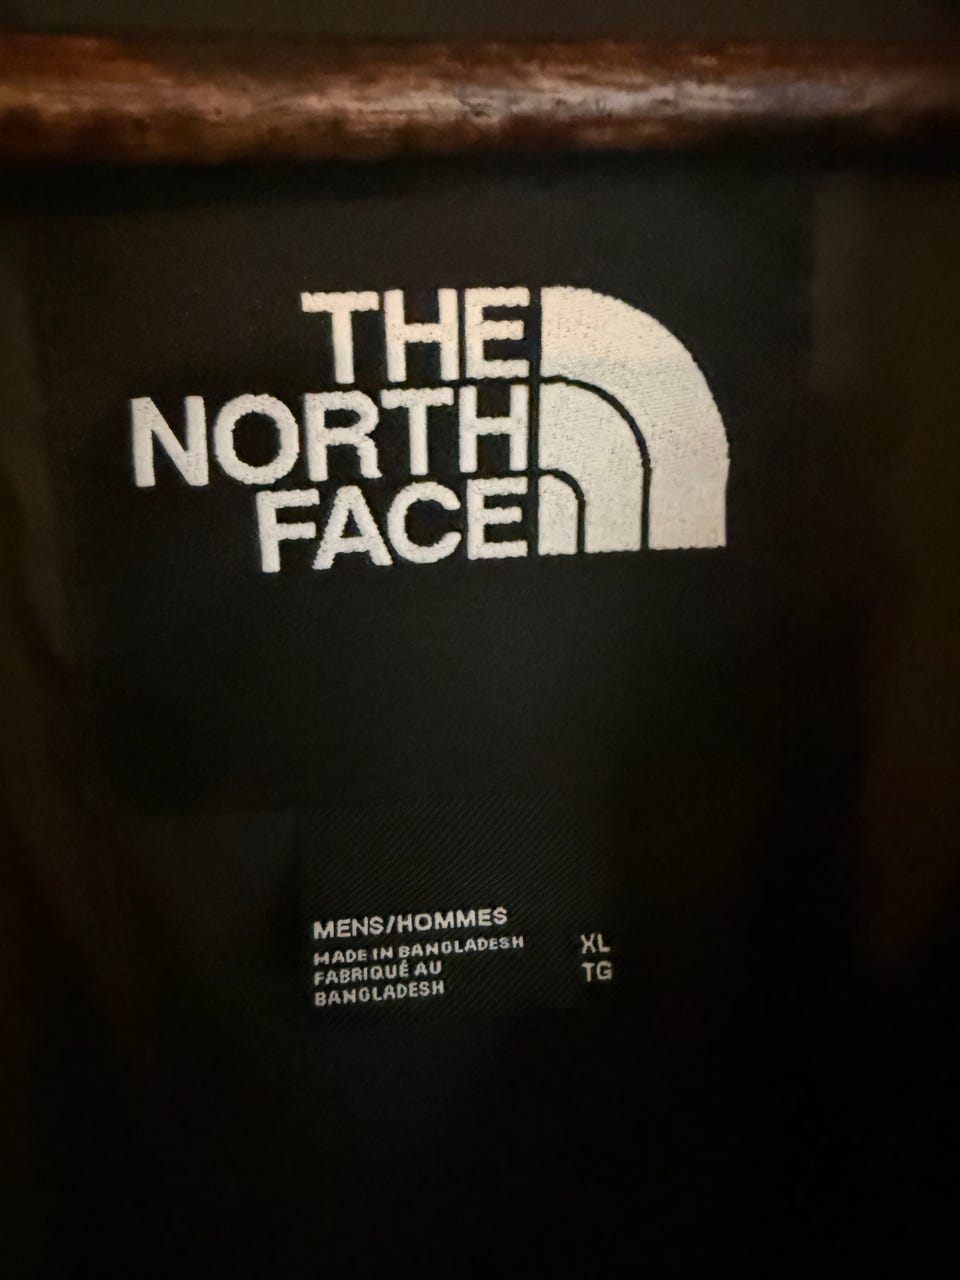 THE
NORTH
FACE
MENS/HOMMES
MADE IN BANGLADESH
FABRIQUÉ AU
BANGLADESH
XL
TG